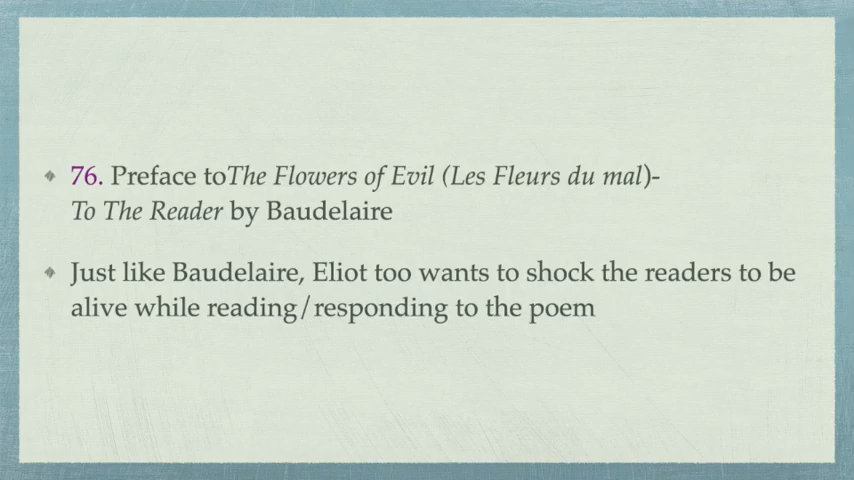 76. Preface toThe Flowers of Evil (Les Fleurs du mal)-
To The Reader by Baudelaire
Just like Baudelaire, Eliot too wants to shock the readers to be
alive while reading/responding to the poem